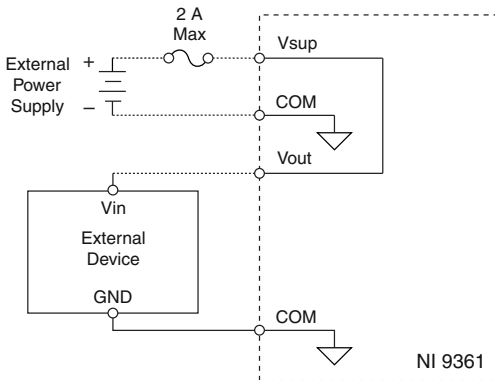 2 A
Max
Vsup
External
Power
Supply
+
–
COM
Vout
Vin
External
Device
GND
COM
NI 9361